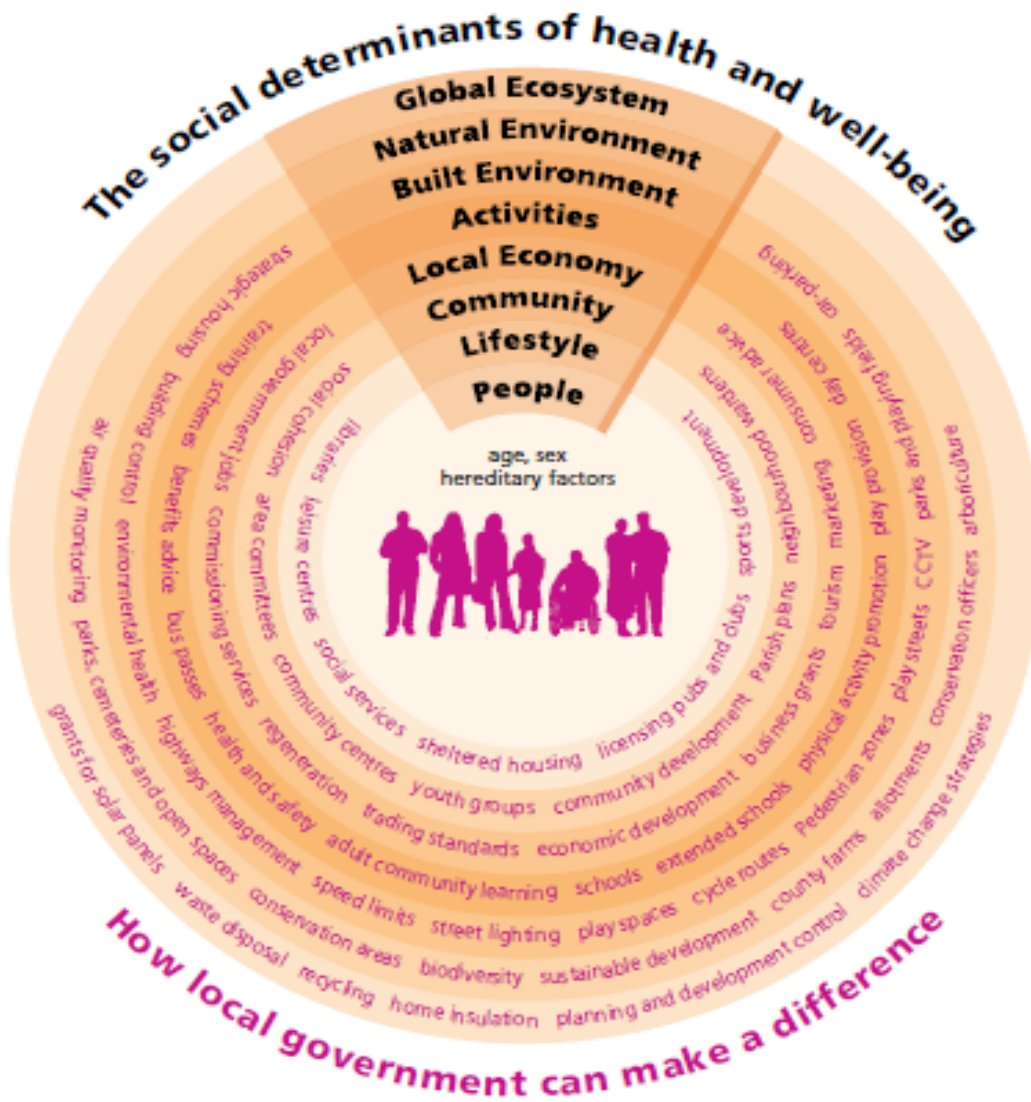 The social determinants of health and well-being
Global Ecosystem
Natural Environment
Built Environment
Activities
Local Economy
Community
Lifestyle
People
age, sex
hereditary factors
libraries leisure centres social services sheltered housing licensing pubs and clubs sports development
social cohesion area committees community centres youth groups community development Parish plans neighbourhood wardens
local government jobs commissioning services regeneration trading standards economic development business grants tourism marketing consumer advice
training schemes benefits advice bus passes health and safety adult community learning schools extended schools physical activity promotion play provision day centres
strategic housing building control environmental health highways management speed limits street lighting play spaces cycle routes Pedestrian zones play streets CCTV parks and playing fields car-parking
air quality monitoring parks, cemeteries and open spaces conservation areas biodiversity sustainable development county farms allotments conservation officers arboriculture
grants for solar panels waste disposal recycling home insulation planning and development control climate change strategies
How local government can make a difference